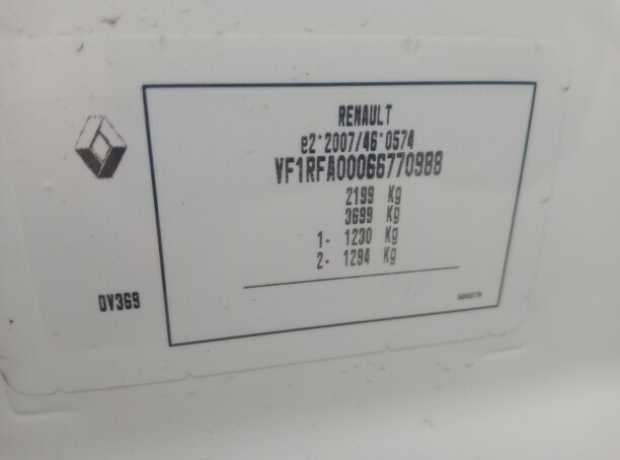 RENAULT
e2*2007/46*0574
VF1RFA00066770988
2199 Kg
3699 Kg
1- 1230 Kg
2- 1294 Kg
OV369